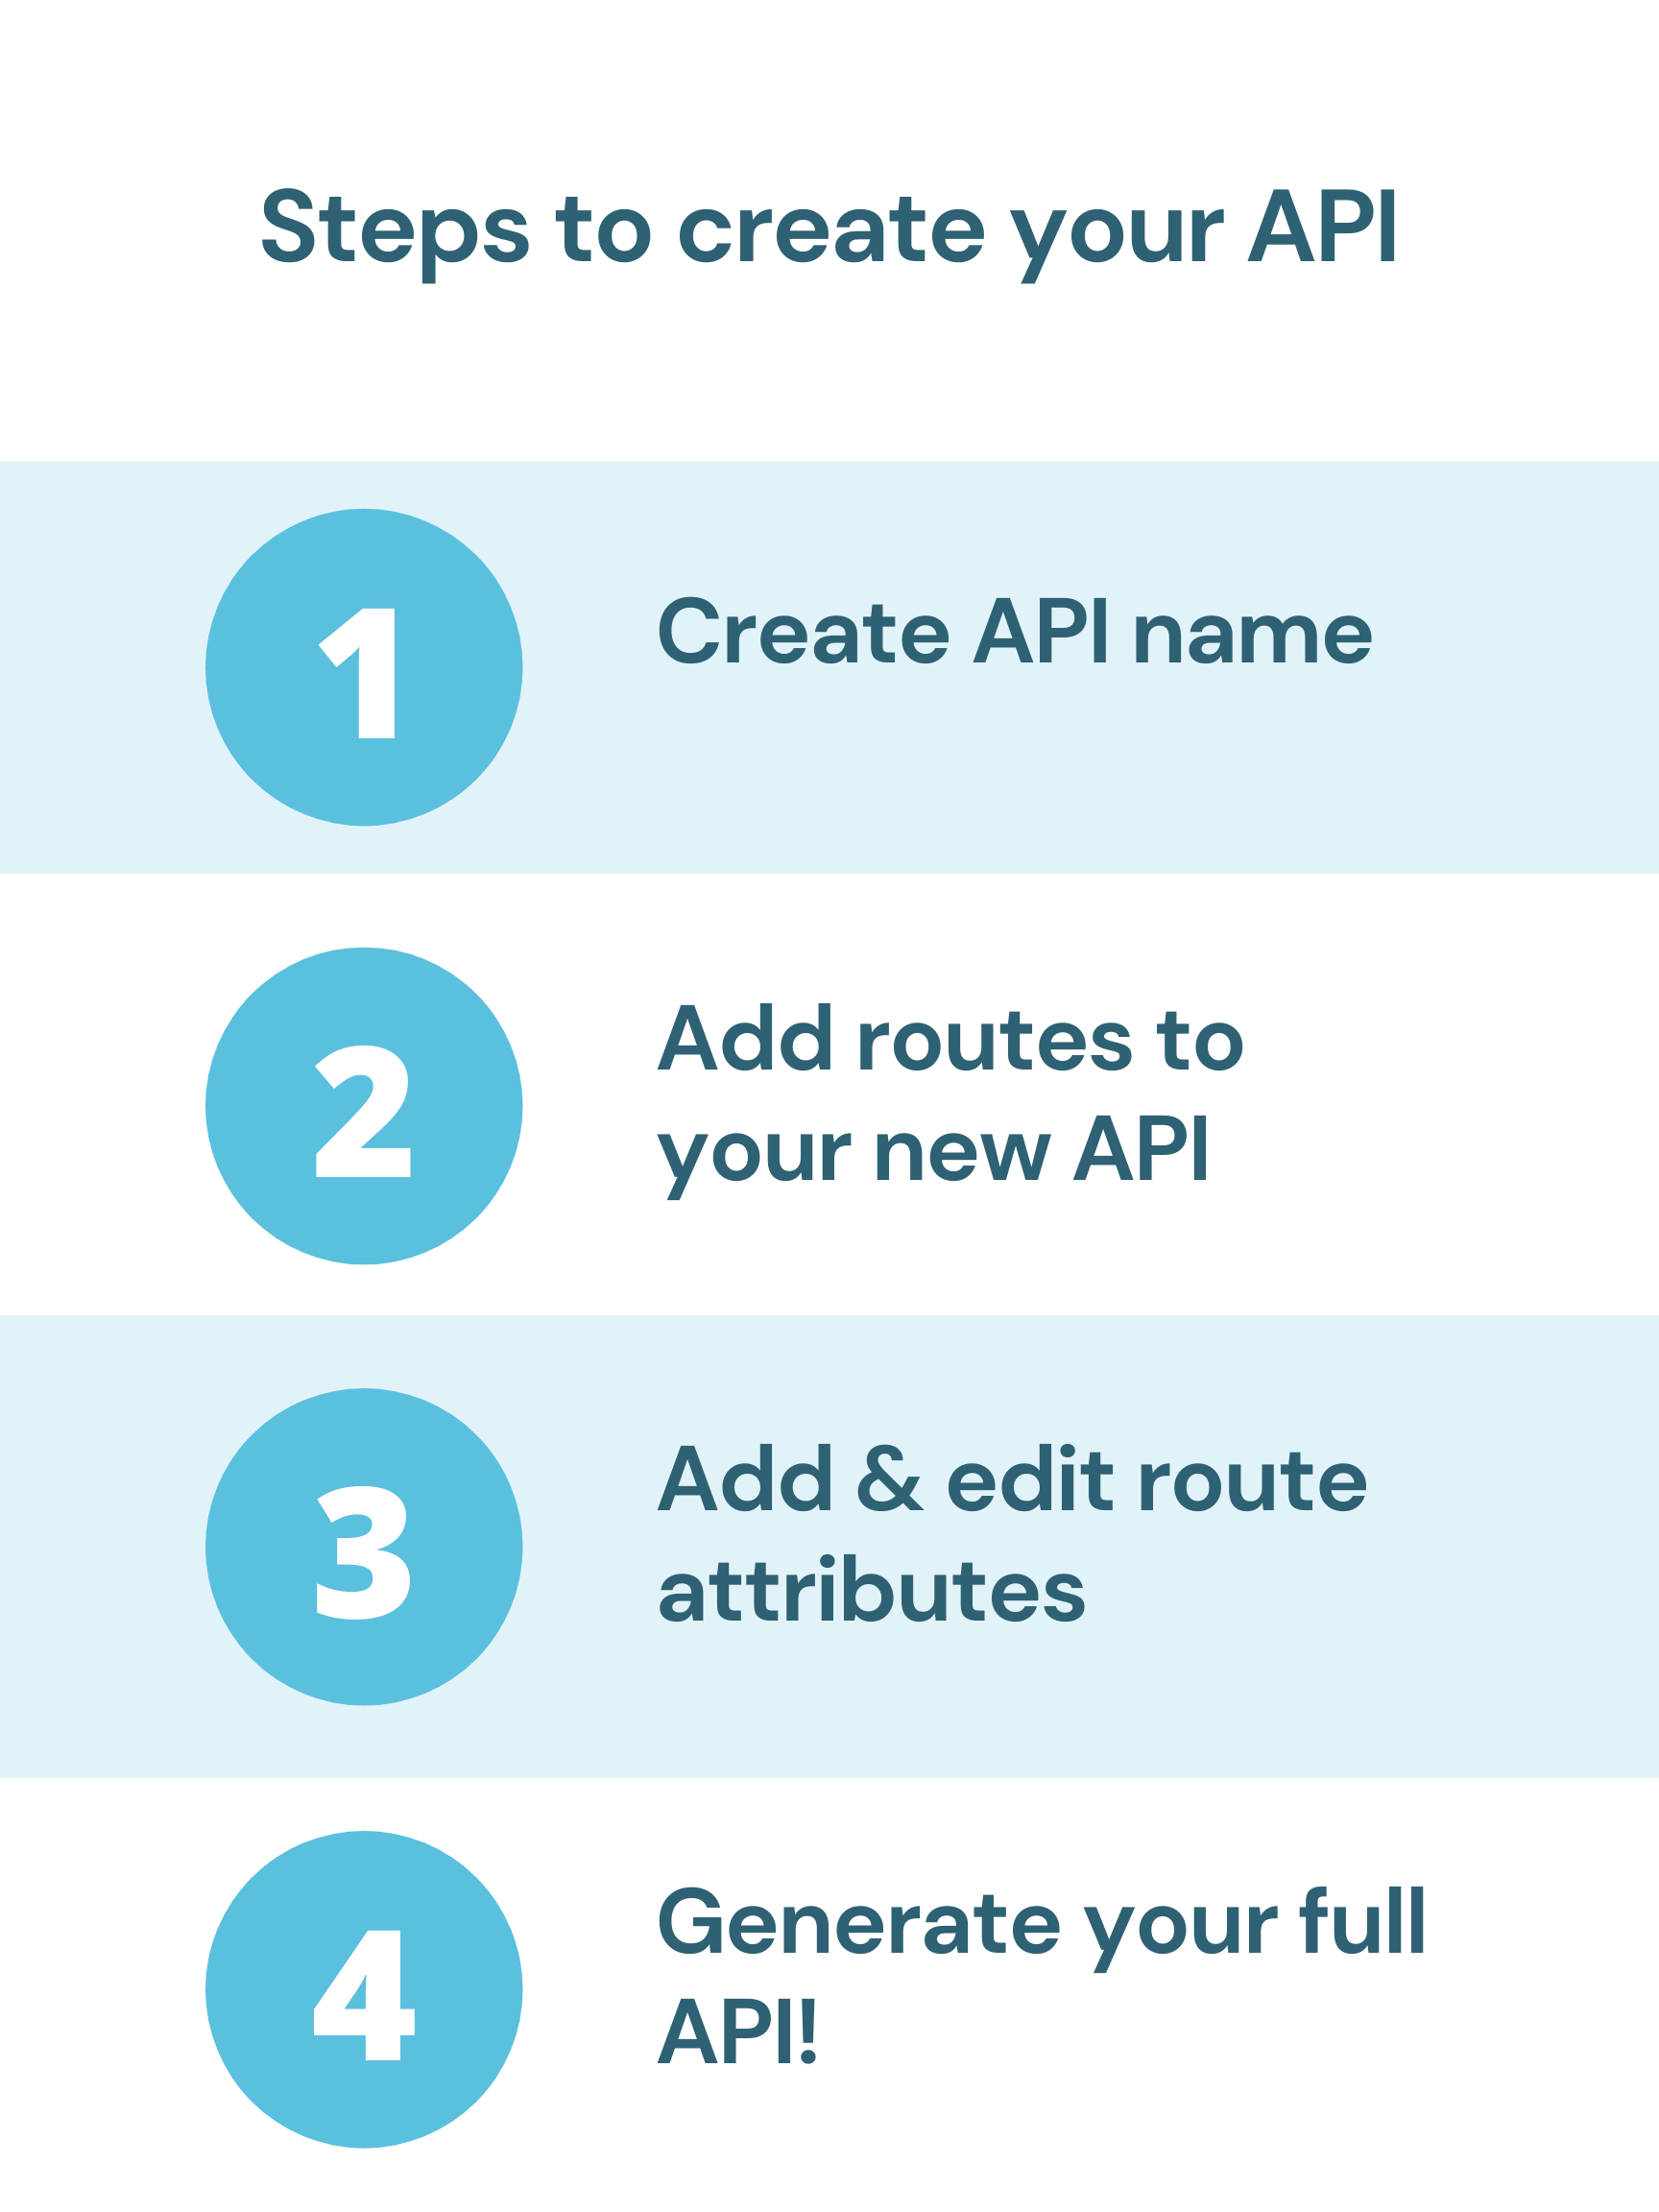 Steps to create your API
1
Create API name
2
Add routes to
your new API
3
Add & edit route
attributes
4
Generate your full
API!